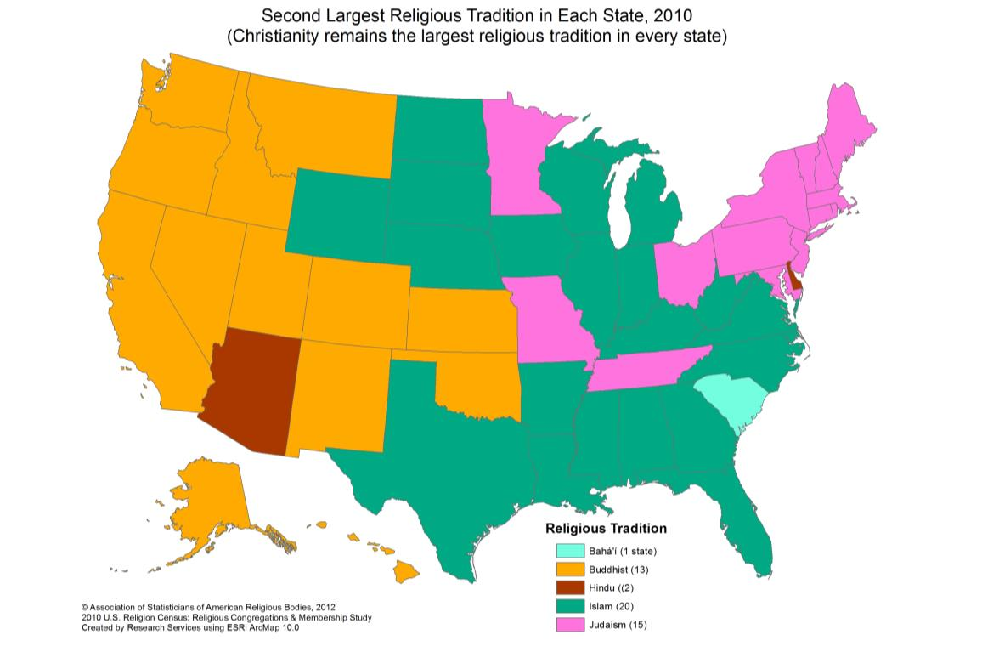 Second Largest Religious Tradition in Each State, 2010
(Christianity remains the largest religious tradition in every state)
Religious Tradition
Bahá'í (1 state)
Buddhist (13)
Hindu ((2)
Islam (20)
Judaism (15)
© Association of Statisticians of American Religious Bodies, 2012
2010 U.S. Religion Census: Religious Congregations & Membership Study
Created by Research Services using ESRI ArcMap 10.0